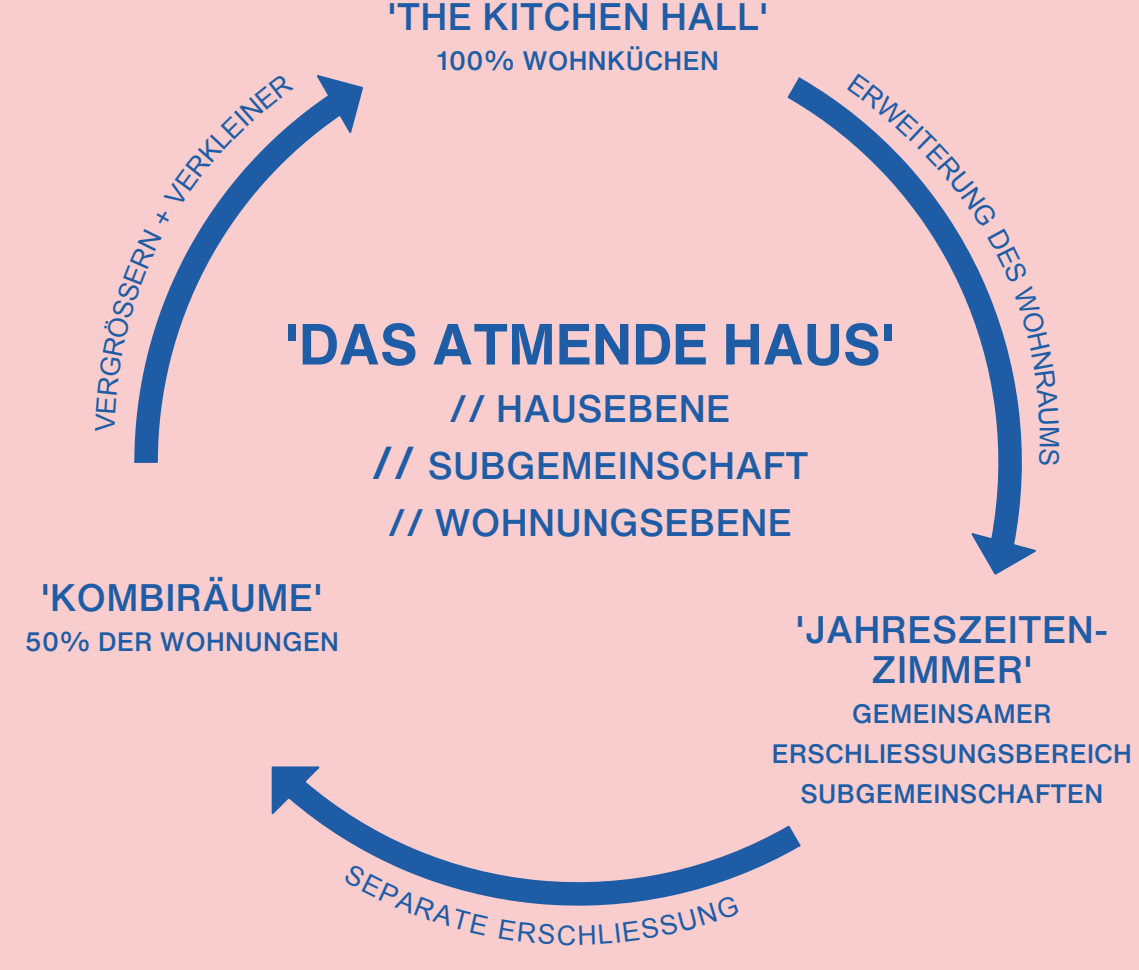 'THE KITCHEN HALL'
100% WOHNKÜCHEN
VERGRÖSSERN + VERKLEINER
ERWEITERUNG DES WOHNRAUMS
'DAS ATMENDE HAUS'
// HAUSEBENE
// SUBGEMEINSCHAFT
// WOHNUNGSEBENE
'KOMBIRÄUME'
50% DER WOHNUNGEN
'JAHRESZEITEN-
ZIMMER'
GEMEINSAMER
ERSCHLIESSUNGSBEREICH
SUBGEMEINSCHAFTEN
SEPARATE ERSCHLIESSUNG